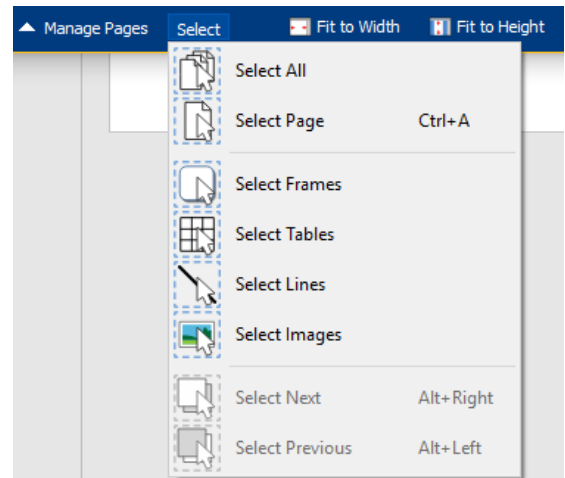 Manage Pages Select Fit to Width Fit to Height
Select All
Select Page Ctrl+A
Select Frames
Select Tables
Select Lines
Select Images
Select Next Alt+Right
Select Previous Alt+Left